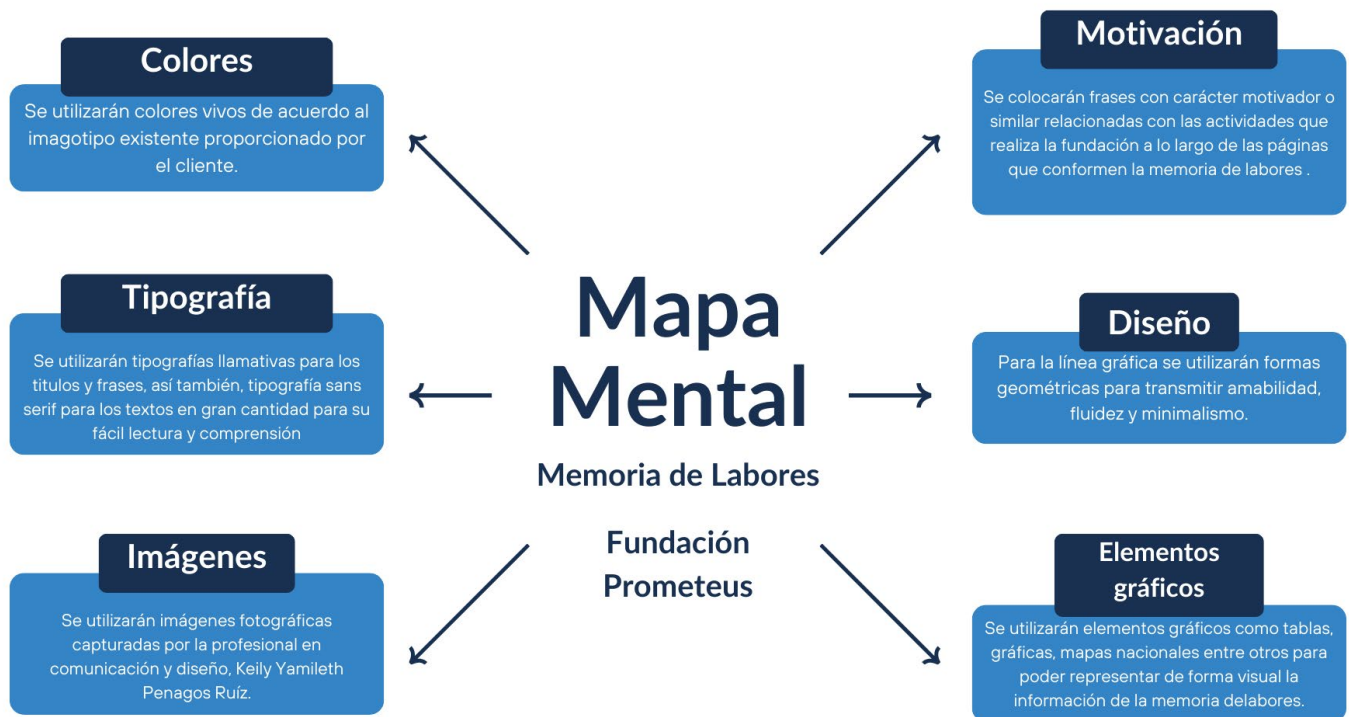 Colores
Se utilizarán colores vivos de acuerdo al
imagotipo existente proporcionado por
el cliente.
Tipografía
Se utilizarán tipografías llamativas para los
titulos y frases, así también, tipografía sans
serif para los textos en gran cantidad para su
fácil lectura y comprensión
Imágenes
Se utilizarán imágenes fotográficas
capturadas por la profesional en
comunicación y diseño, Keily Yamileth
Penagos Ruíz.
Mapa
Mental
Memoria de Labores
Fundación
Prometeus
Motivación
Se colocarán frases con carácter motivador o
similar relacionadas con las actividades que
realiza la fundación a lo largo de las páginas
que conformen la memoria de labores .
Diseño
Para la línea gráfica se utilizarán formas
geométricas para transmitir amabilidad,
fluidez y minimalismo.
Elementos
gráficos
Se utilizarán elementos gráficos como tablas,
gráficas, mapas nacionales entre otros para
poder representar de forma visual la
información de la memoria delabores.